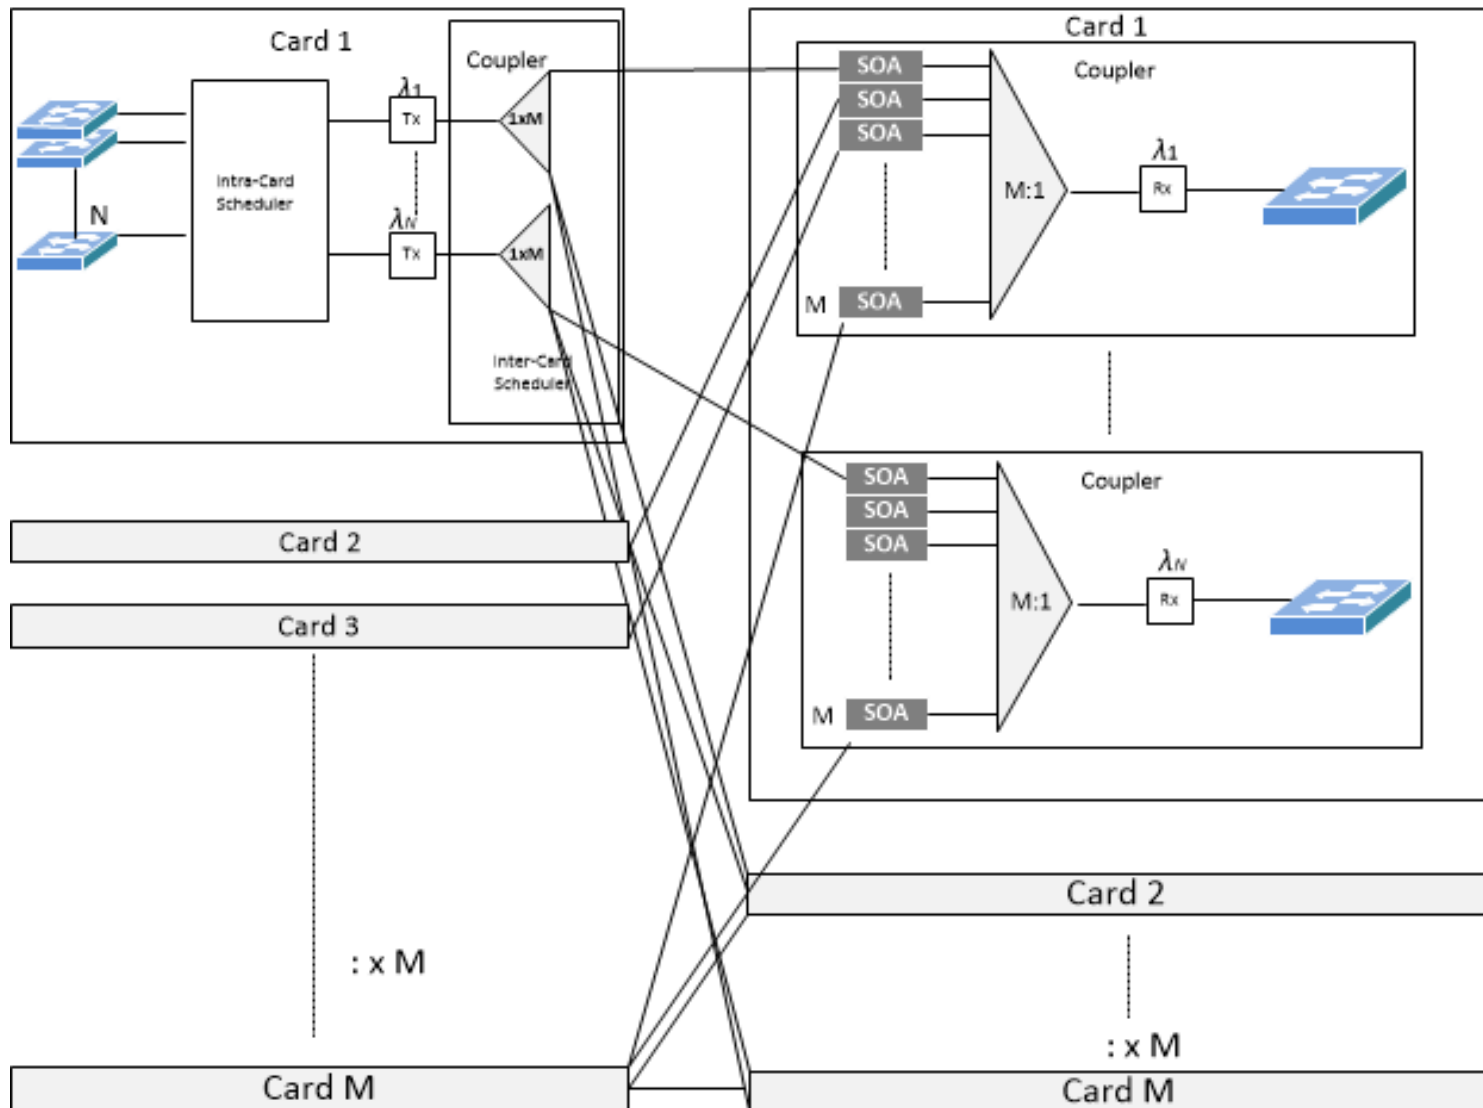 Card 1
Coupler
λ1
Tx
1xM
Intra-Card
Scheduler
N
λN
Tx
1xM
Inter-Card
Scheduler
Card 2
Card 3
: x M
Card M
Card 1
SOA
SOA
SOA
Coupler
M:1
λ1
Rx
M
SOA
SOA
SOA
SOA
Coupler
M:1
λN
Rx
M
SOA
Card 2
: x M
Card M